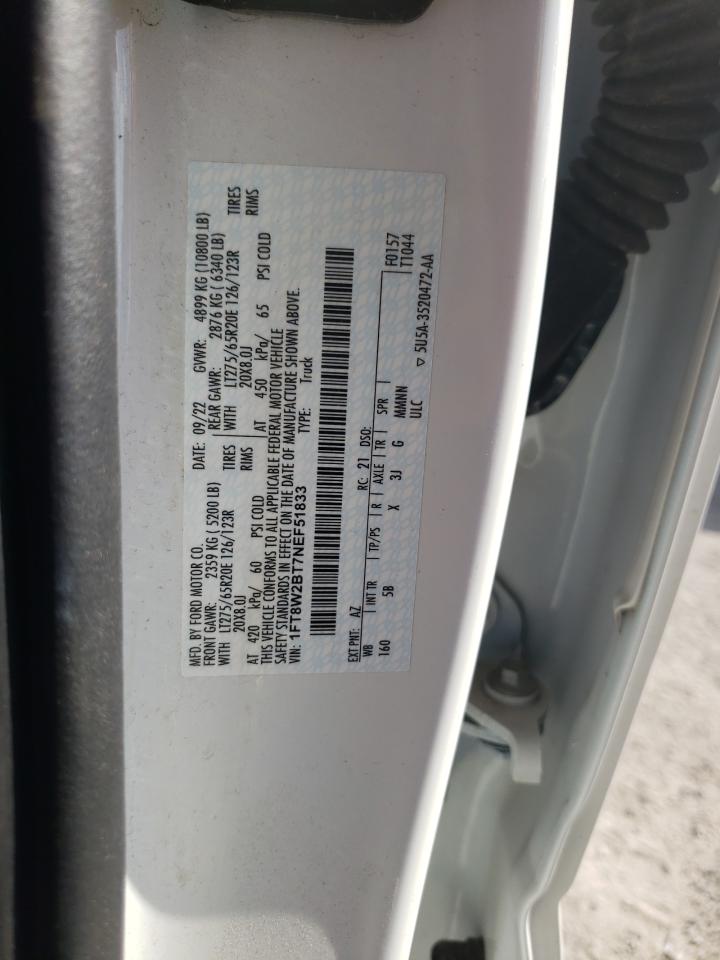 MFD. BY FORD MOTOR CO. DATE: 09/22 GVWR: 4899 KG (10800 LB)
FRONT GAWR: 2359 KG ( 5200 LB) REAR GAWR: 2876 KG ( 6340 LB)
WITH LT275/65R20E 126/123R TIRES WITH LT275/65R20E 126/123R TIRES
20X8.0J RIMS 20X8.0J RIMS
AT 420 kPa/ 60 PSI COLD AT 450 kPa/ 65 PSI COLD
THIS VEHICLE CONFORMS TO ALL APPLICABLE FEDERAL MOTOR VEHICLE
SAFETY STANDARDS IN EFFECT ON THE DATE OF MANUFACTURE SHOWN ABOVE.
VIN: 1FT8W2BT7NEF51833 TYPE: Truck
EXT PNT: AZ RC: 21 DSO: F0157
WB INT TR TP/PS R AXLE TR SPR T1044
160 5B X 3J G MMNN
ULC
▽ 5U5A-3520472-AA